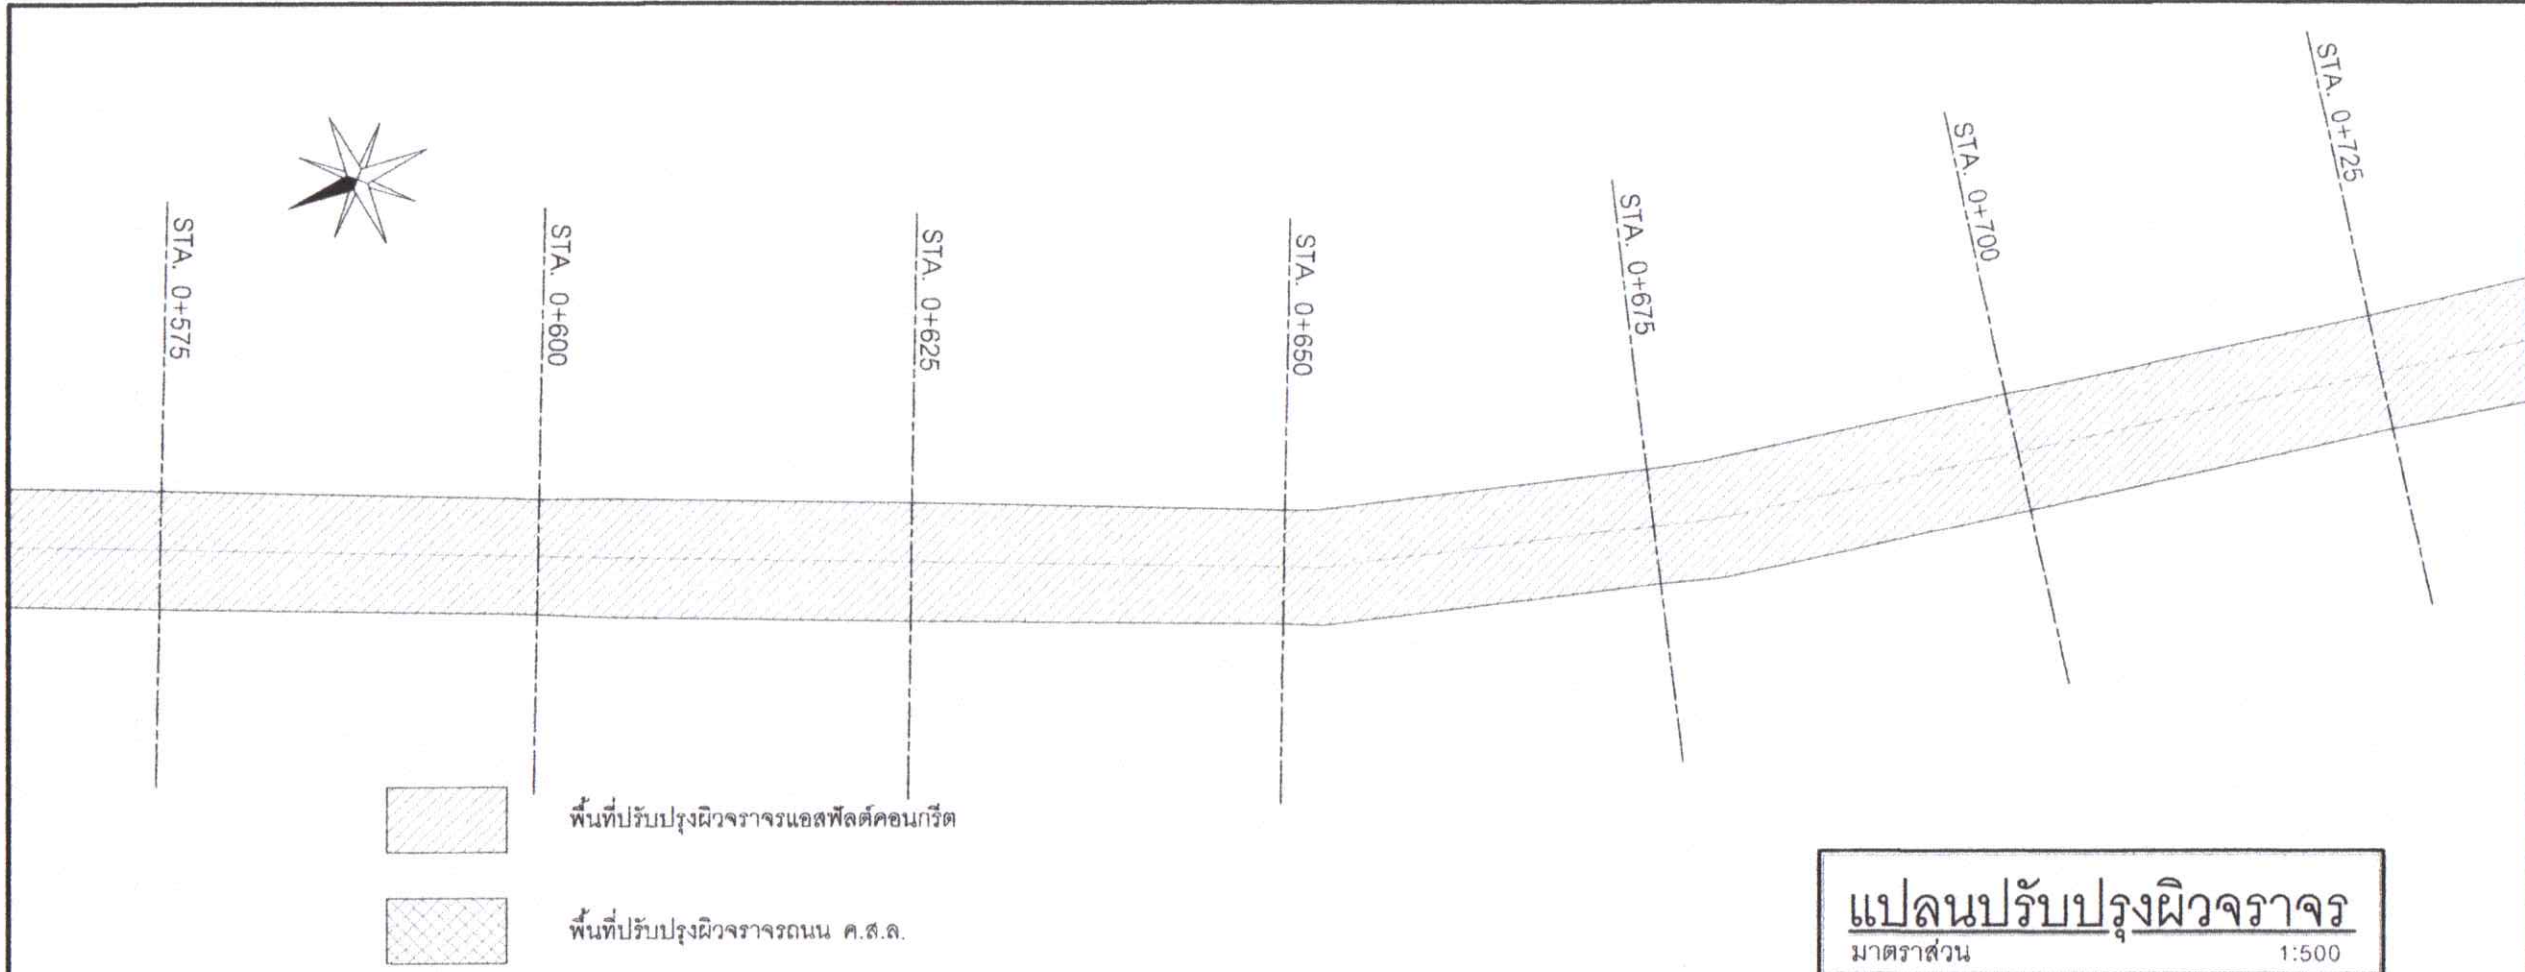 STA. 0+575
STA. 0+600
STA. 0+625
STA. 0+650
STA. 0+675
STA. 0+700
STA. 0+725
พื้นที่ปรับปรุงผิวจราจรแอสฟัลต์คอนกรีต
พื้นที่ปรับปรุงผิวจราจรถนน ค.ส.ล.
แปลนปรับปรุงผิวจราจร
มาตราส่วน 1:500